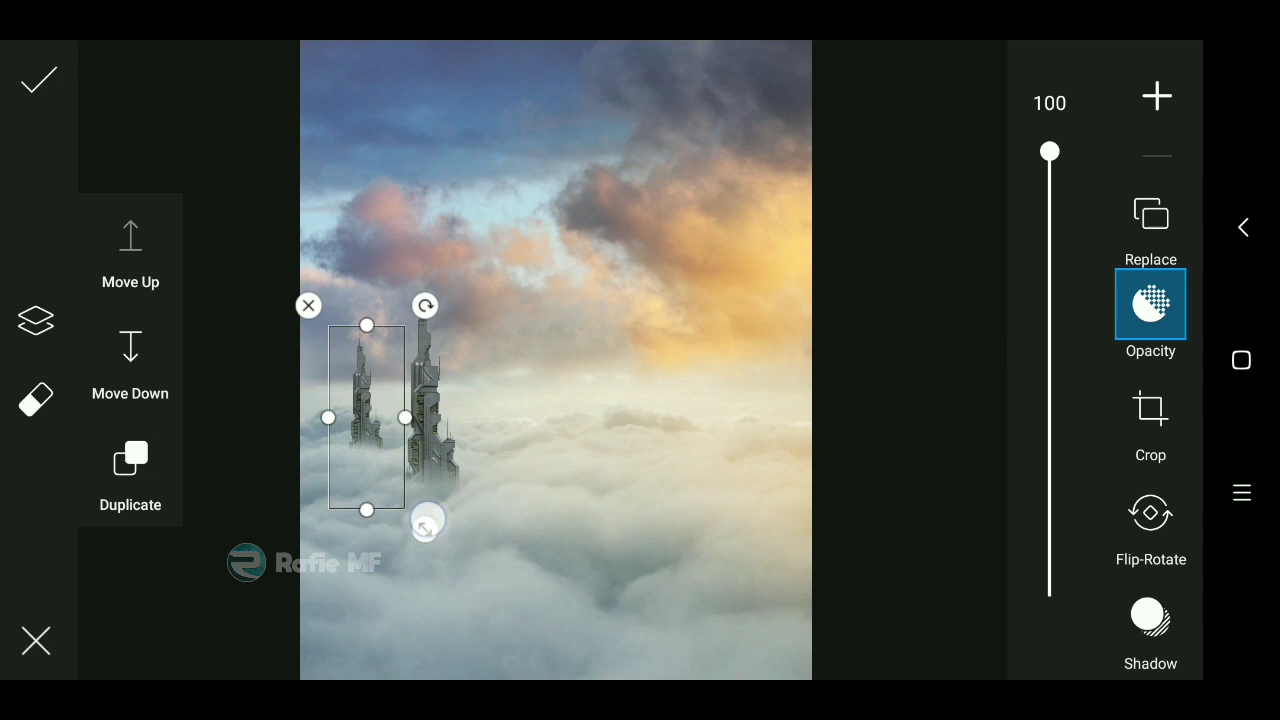 100
Replace
Move Up
Opacity
Move Down
Crop
Duplicate
Rafie MF
Flip-Rotate
Shadow